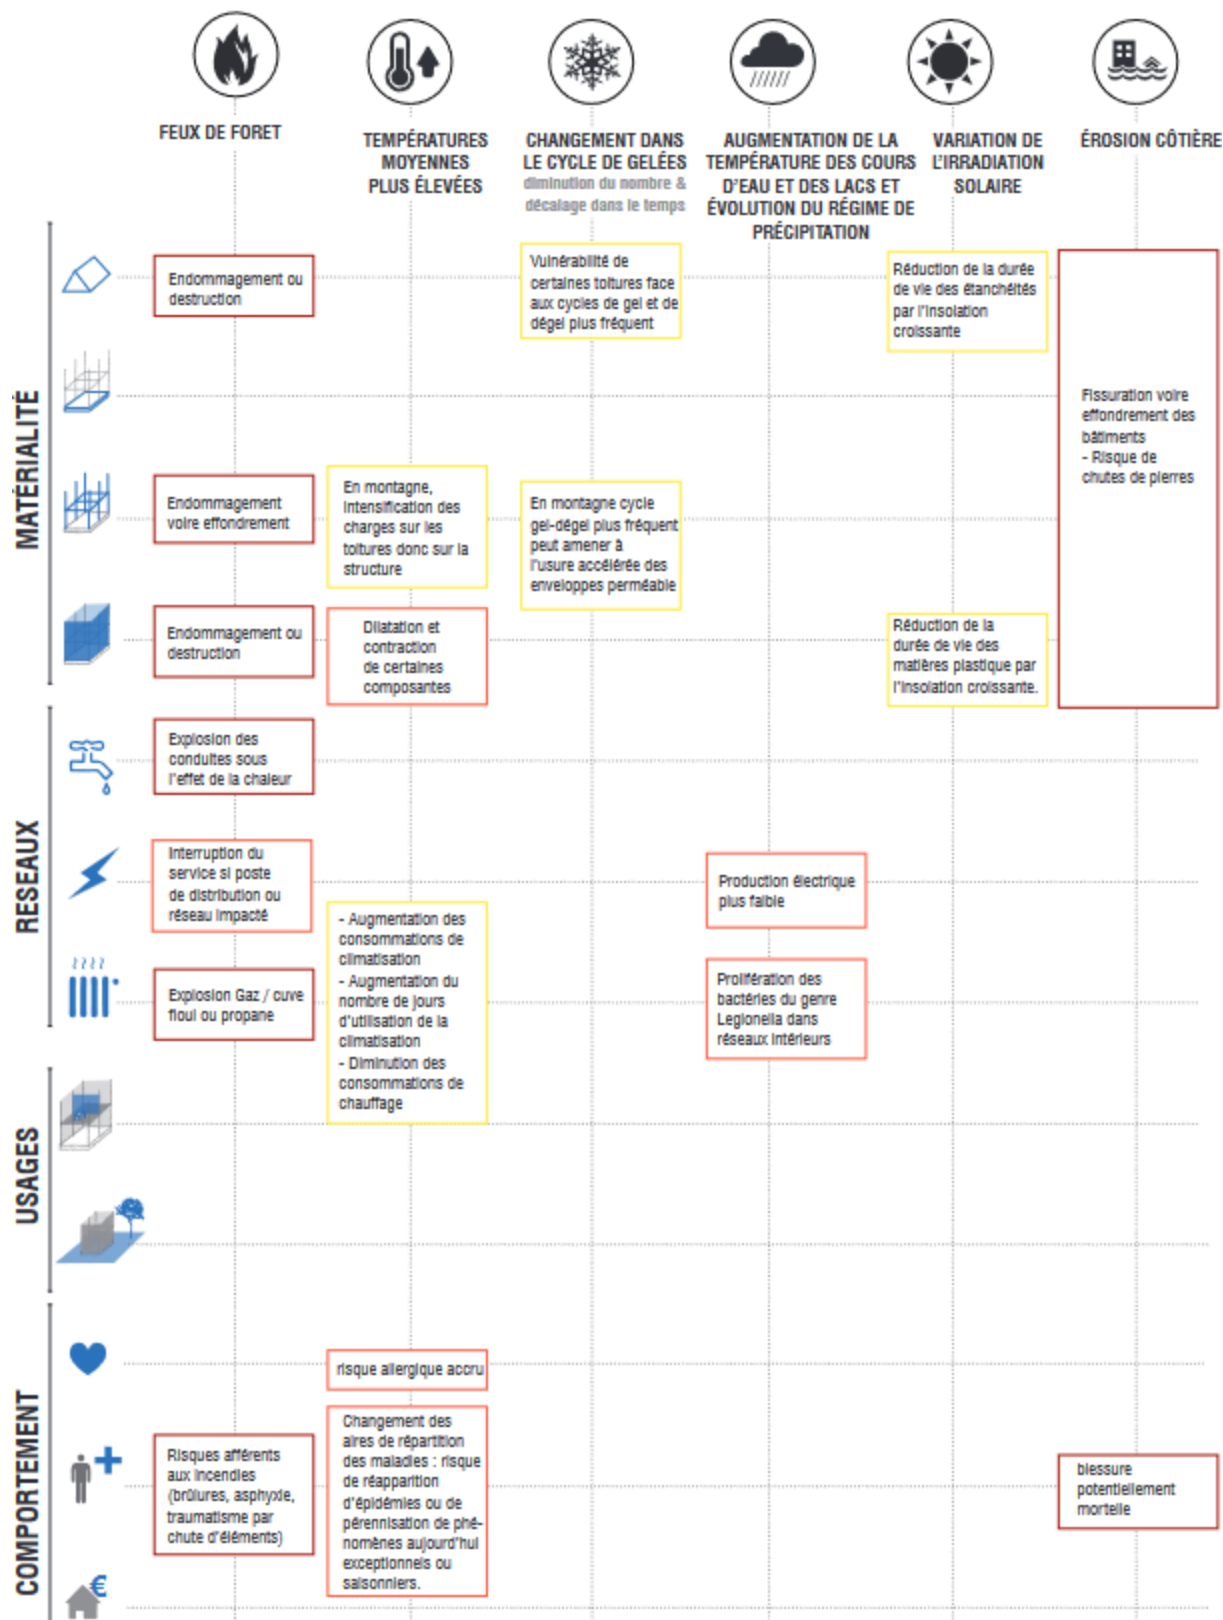 FEUX DE FORET
TEMPÉRATURES
MOYENNES
PLUS ÉLEVÉES
CHANGEMENT DANS
LE CYCLE DE GELÉES
diminution du nombre &
décalage dans le temps
AUGMENTATION DE LA
TEMPÉRATURE DES COURS
D'EAU ET DES LACS ET
ÉVOLUTION DU RÉGIME DE
PRÉCIPITATION
VARIATION DE
L'IRRADIATION
SOLAIRE
ÉROSION CÔTIÈRE
MATÉRIALITÉ
Endommagement ou
destruction
Vulnérabilité de
certaines toitures face
aux cycles de gel et de
dégel plus fréquent
Réduction de la durée
de vie des étanchéités
par l'insolation
croissante
Fissuration voire
effondrement des
bâtiments
- Risque de
chutes de pierres
Endommagement
voire effondrement
En montagne,
intensification des
charges sur les
toitures donc sur la
structure
En montagne cycle
gel-dégel plus fréquent
peut amener à
l'usure accélérée des
enveloppes perméable
Endommagement ou
destruction
Dilatation et
contraction
de certaines
composantes
Réduction de la
durée de vie des
matières plastique par
l'insolation croissante.
RESEAUX
Explosion des
conduites sous
l'effet de la chaleur
Interruption du
service si poste
de distribution ou
réseau impacté
Production électrique
plus faible
- Augmentation des
consommations de
climatisation
- Augmentation du
nombre de jours
d'utilisation de la
climatisation
- Diminution des
consommations de
chauffage
Explosion Gaz / cuve
fioul ou propane
Prolifération des
bactéries du genre
Legionella dans
réseaux intérieurs
USAGES
COMPORTEMENT
risque allergique accru
Risques afférents
aux incendies
(brûlures, asphyxie,
traumatisme par
chute d'éléments)
Changement des
aires de répartition
des maladies : risque
de réapparition
d'épidémies ou de
pérennisation de phé-
nomènes aujourd'hui
exceptionnels ou
saisonniers.
blessure
potentiellement
mortelle
€